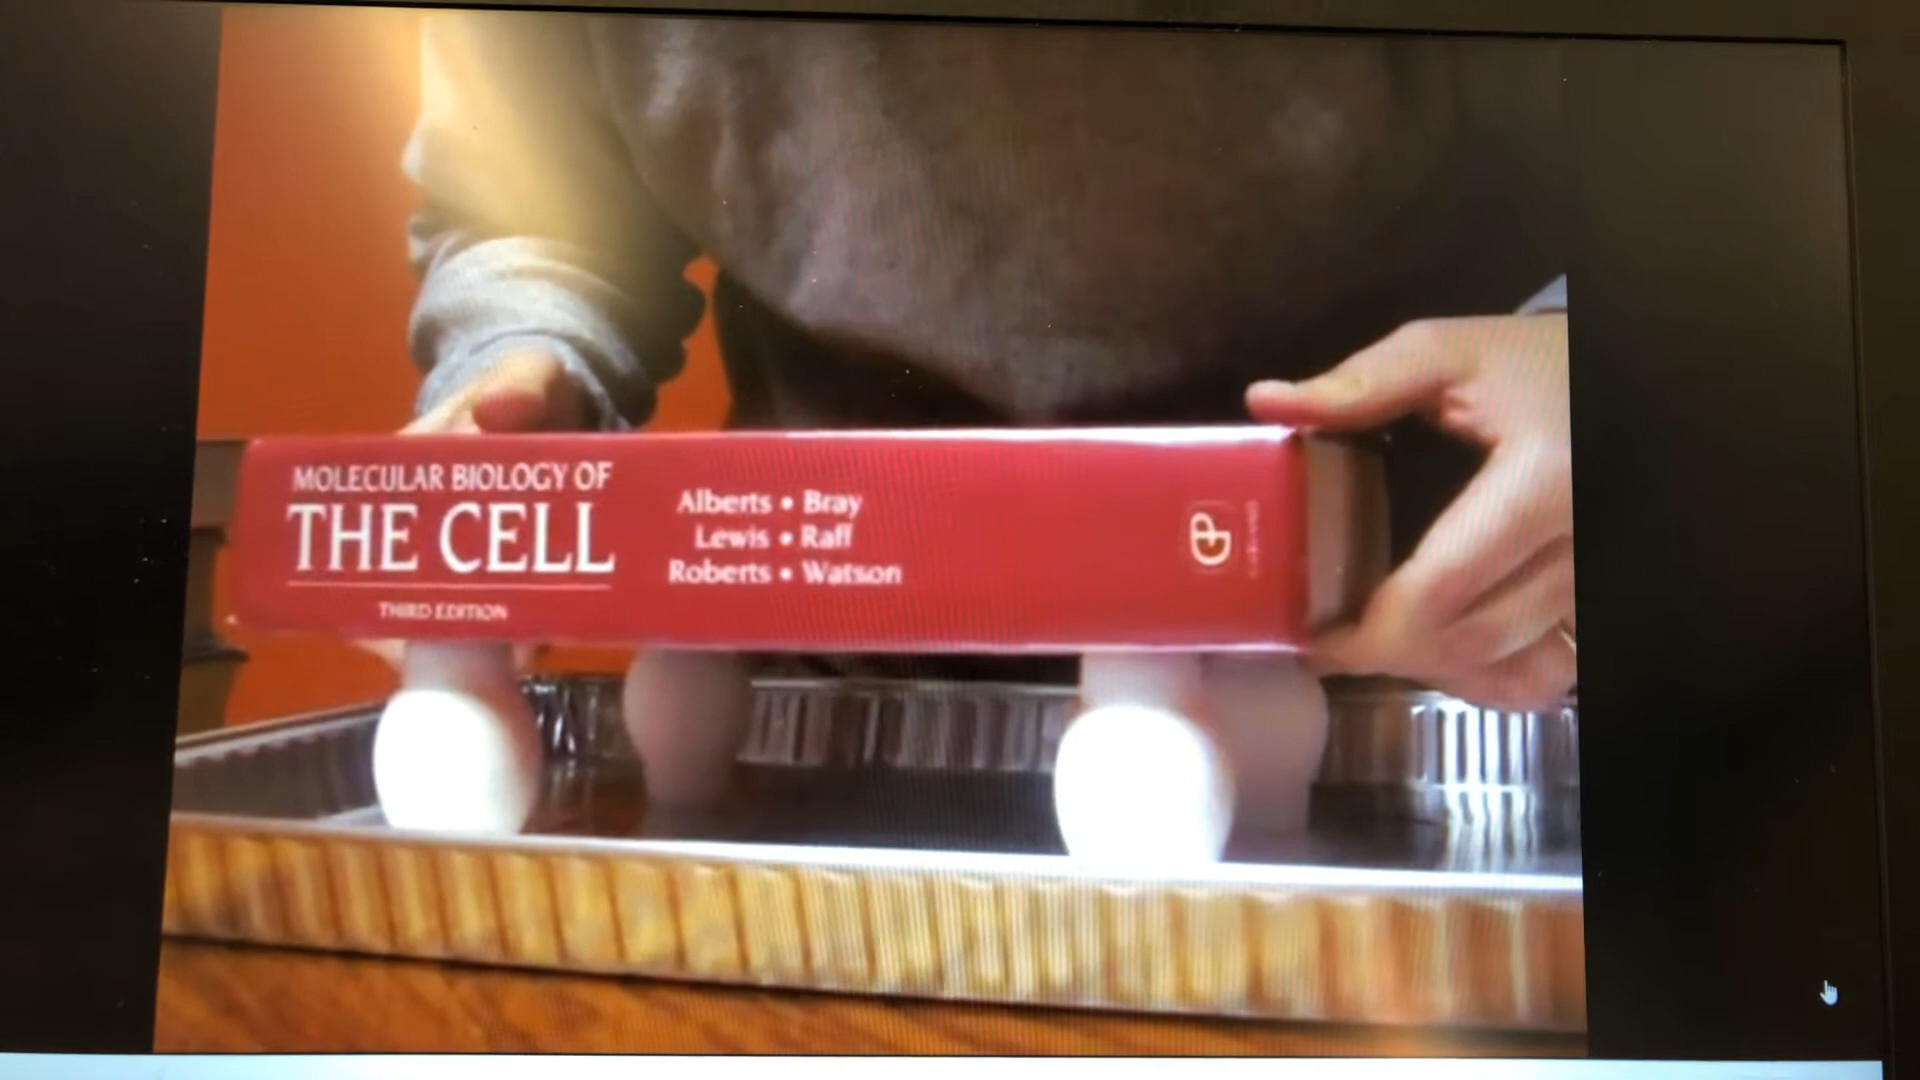 MOLECULAR BIOLOGY OF
THE CELL
THIRD EDITION
Alberts • Bray
Lewis • Raff
Roberts • Watson